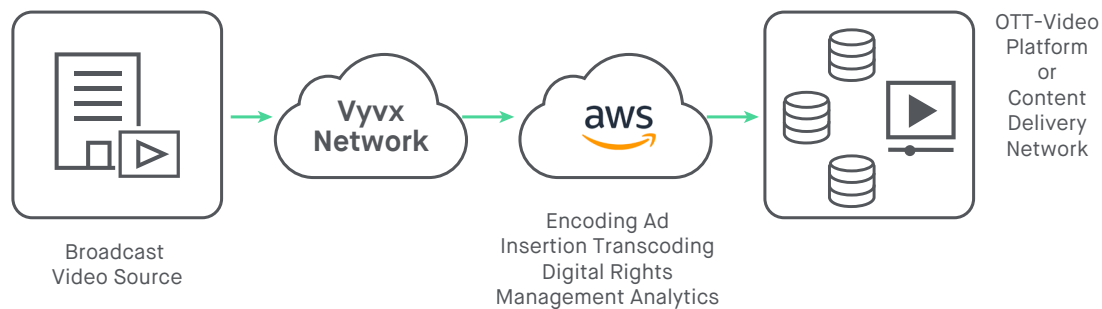 Broadcast
Video Source
Vyvx
Network
aws
Encoding Ad
Insertion Transcoding
Digital Rights
Management Analytics
OTT-Video
Platform
or
Content
Delivery
Network